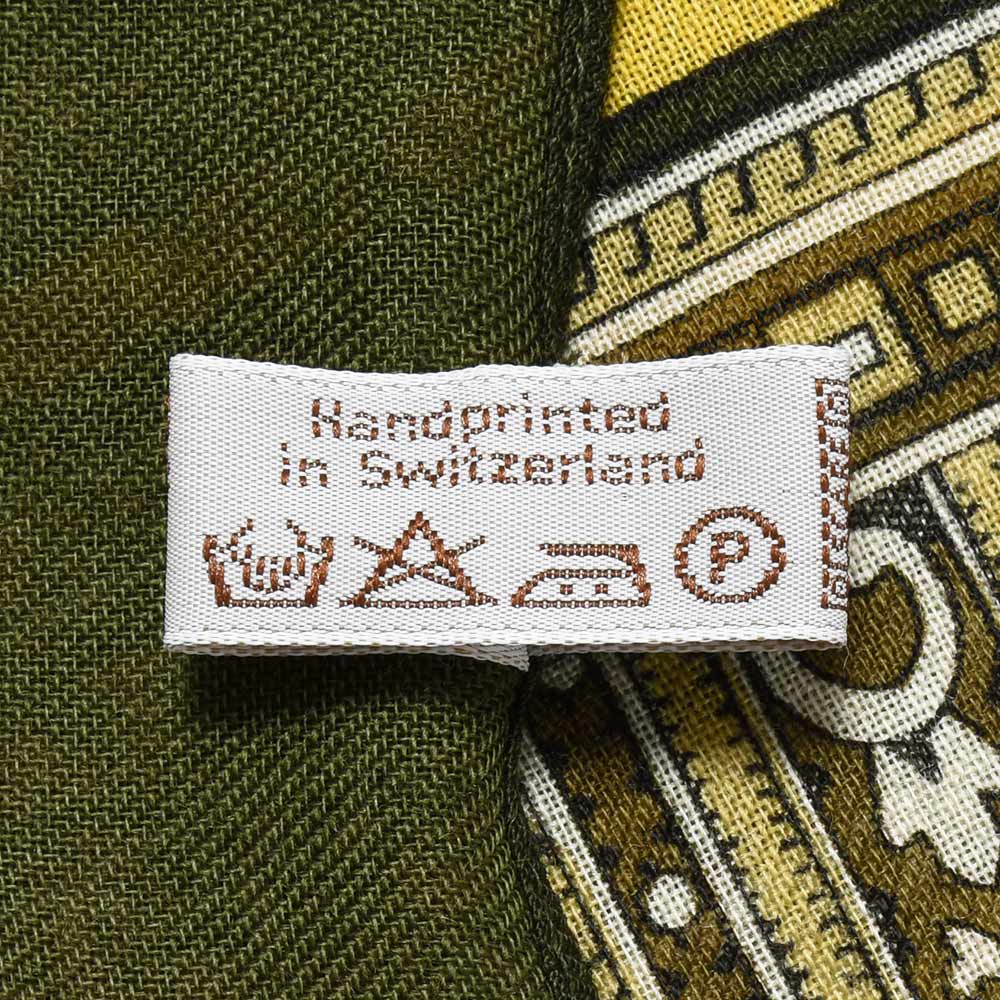 Handprinted
in Switzerland
P